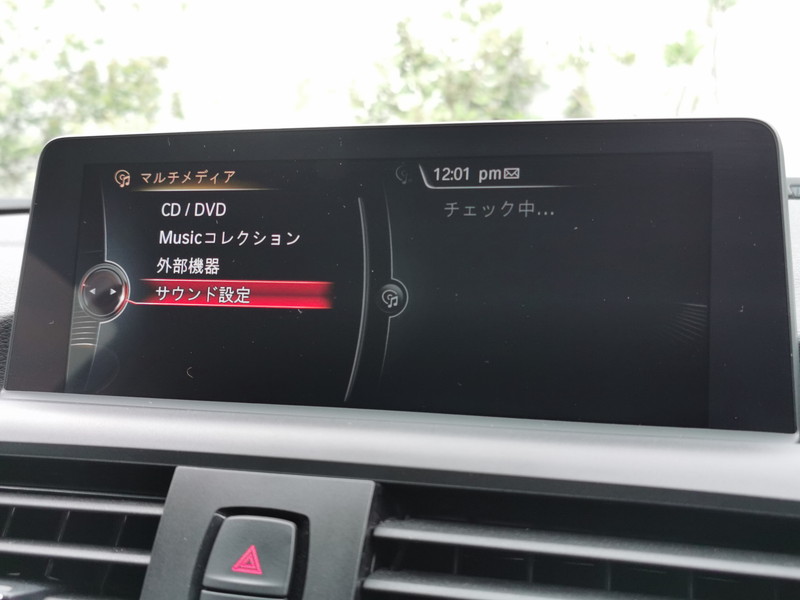 マルチメディア
CD / DVD
Musicコレクション
外部機器
サウンド設定
12:01 pm
チェック中...